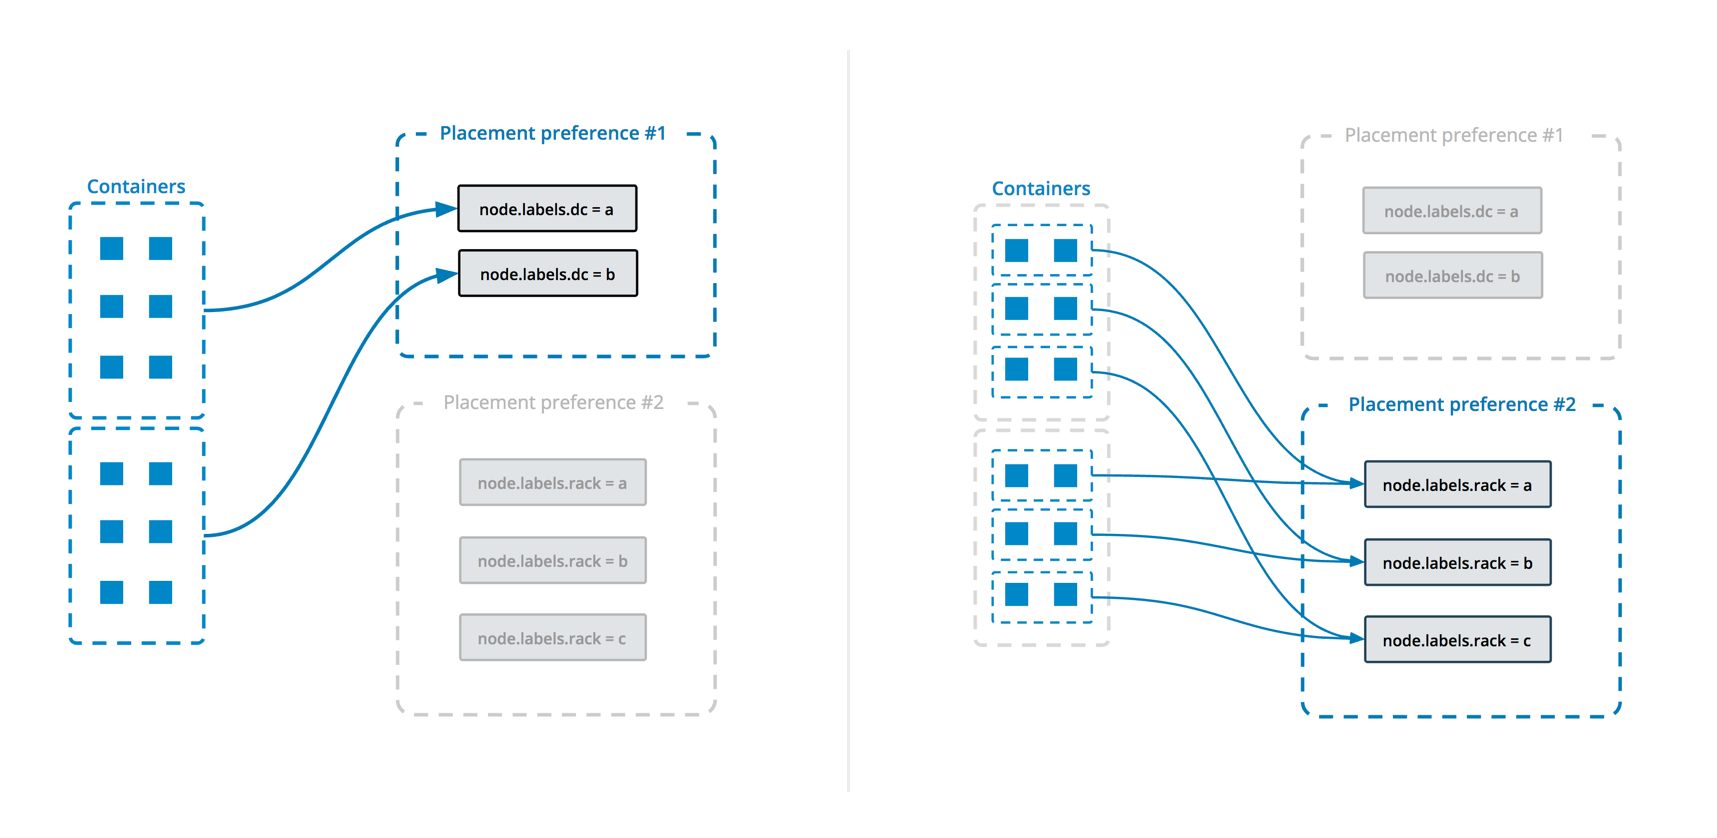 Containers
Placement preference #1
node.labels.dc = a
node.labels.dc = b
Placement preference #2
node.labels.rack = a
node.labels.rack = b
node.labels.rack = c
Containers
Placement preference #1
node.labels.dc = a
node.labels.dc = b
Placement preference #2
node.labels.rack = a
node.labels.rack = b
node.labels.rack = c